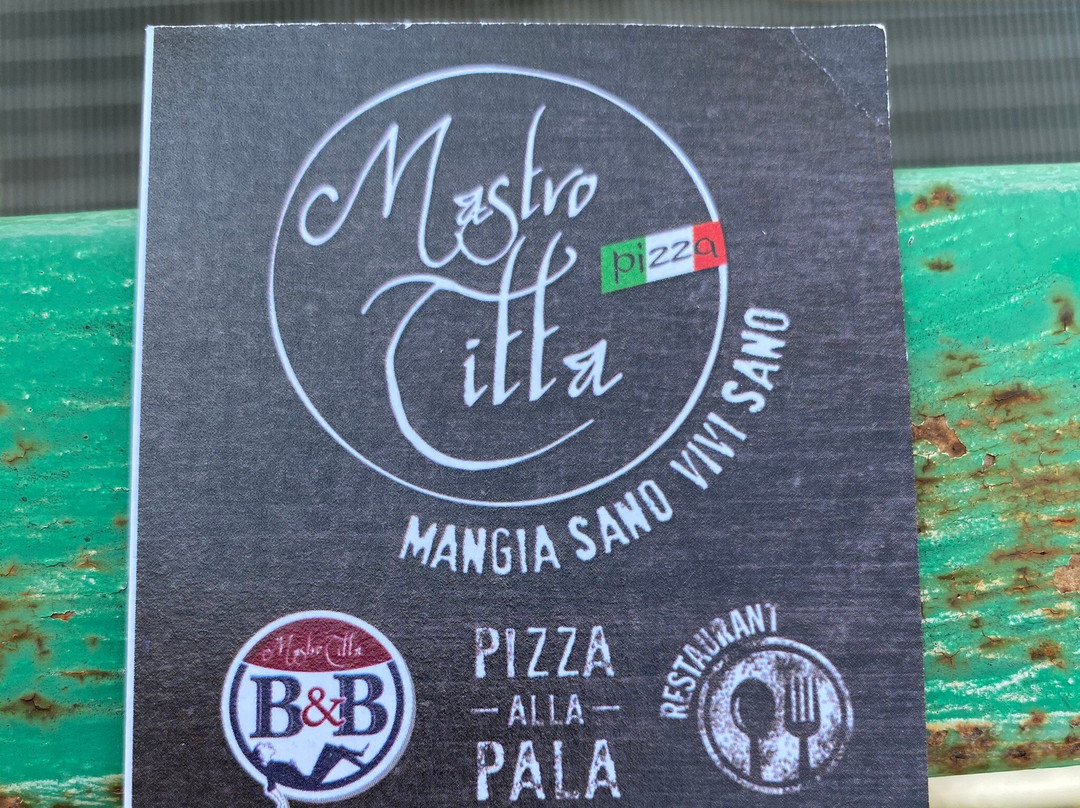 Mastro
Titta
pizza
MANGIA SANO VIVI SANO
Mastro Titta
B&B
PIZZA
- ALLA -
PALA
RESTAURANT